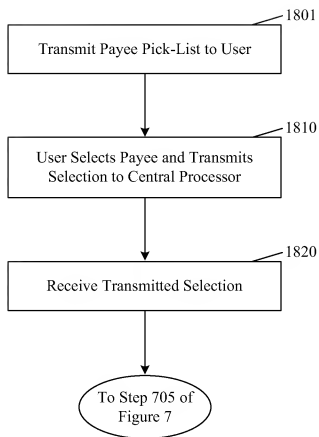 1801
Transmit Payee Pick-List to User
1810
User Selects Payee and Transmits
Selection to Central Processor
1820
Receive Transmitted Selection
To Step 705 of
Figure 7